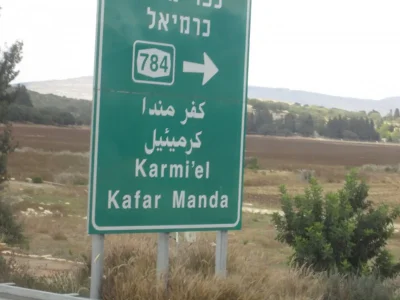 כרמיאל
784
كفر مندا
كرميئيل
Karmi'el
Kafar Manda